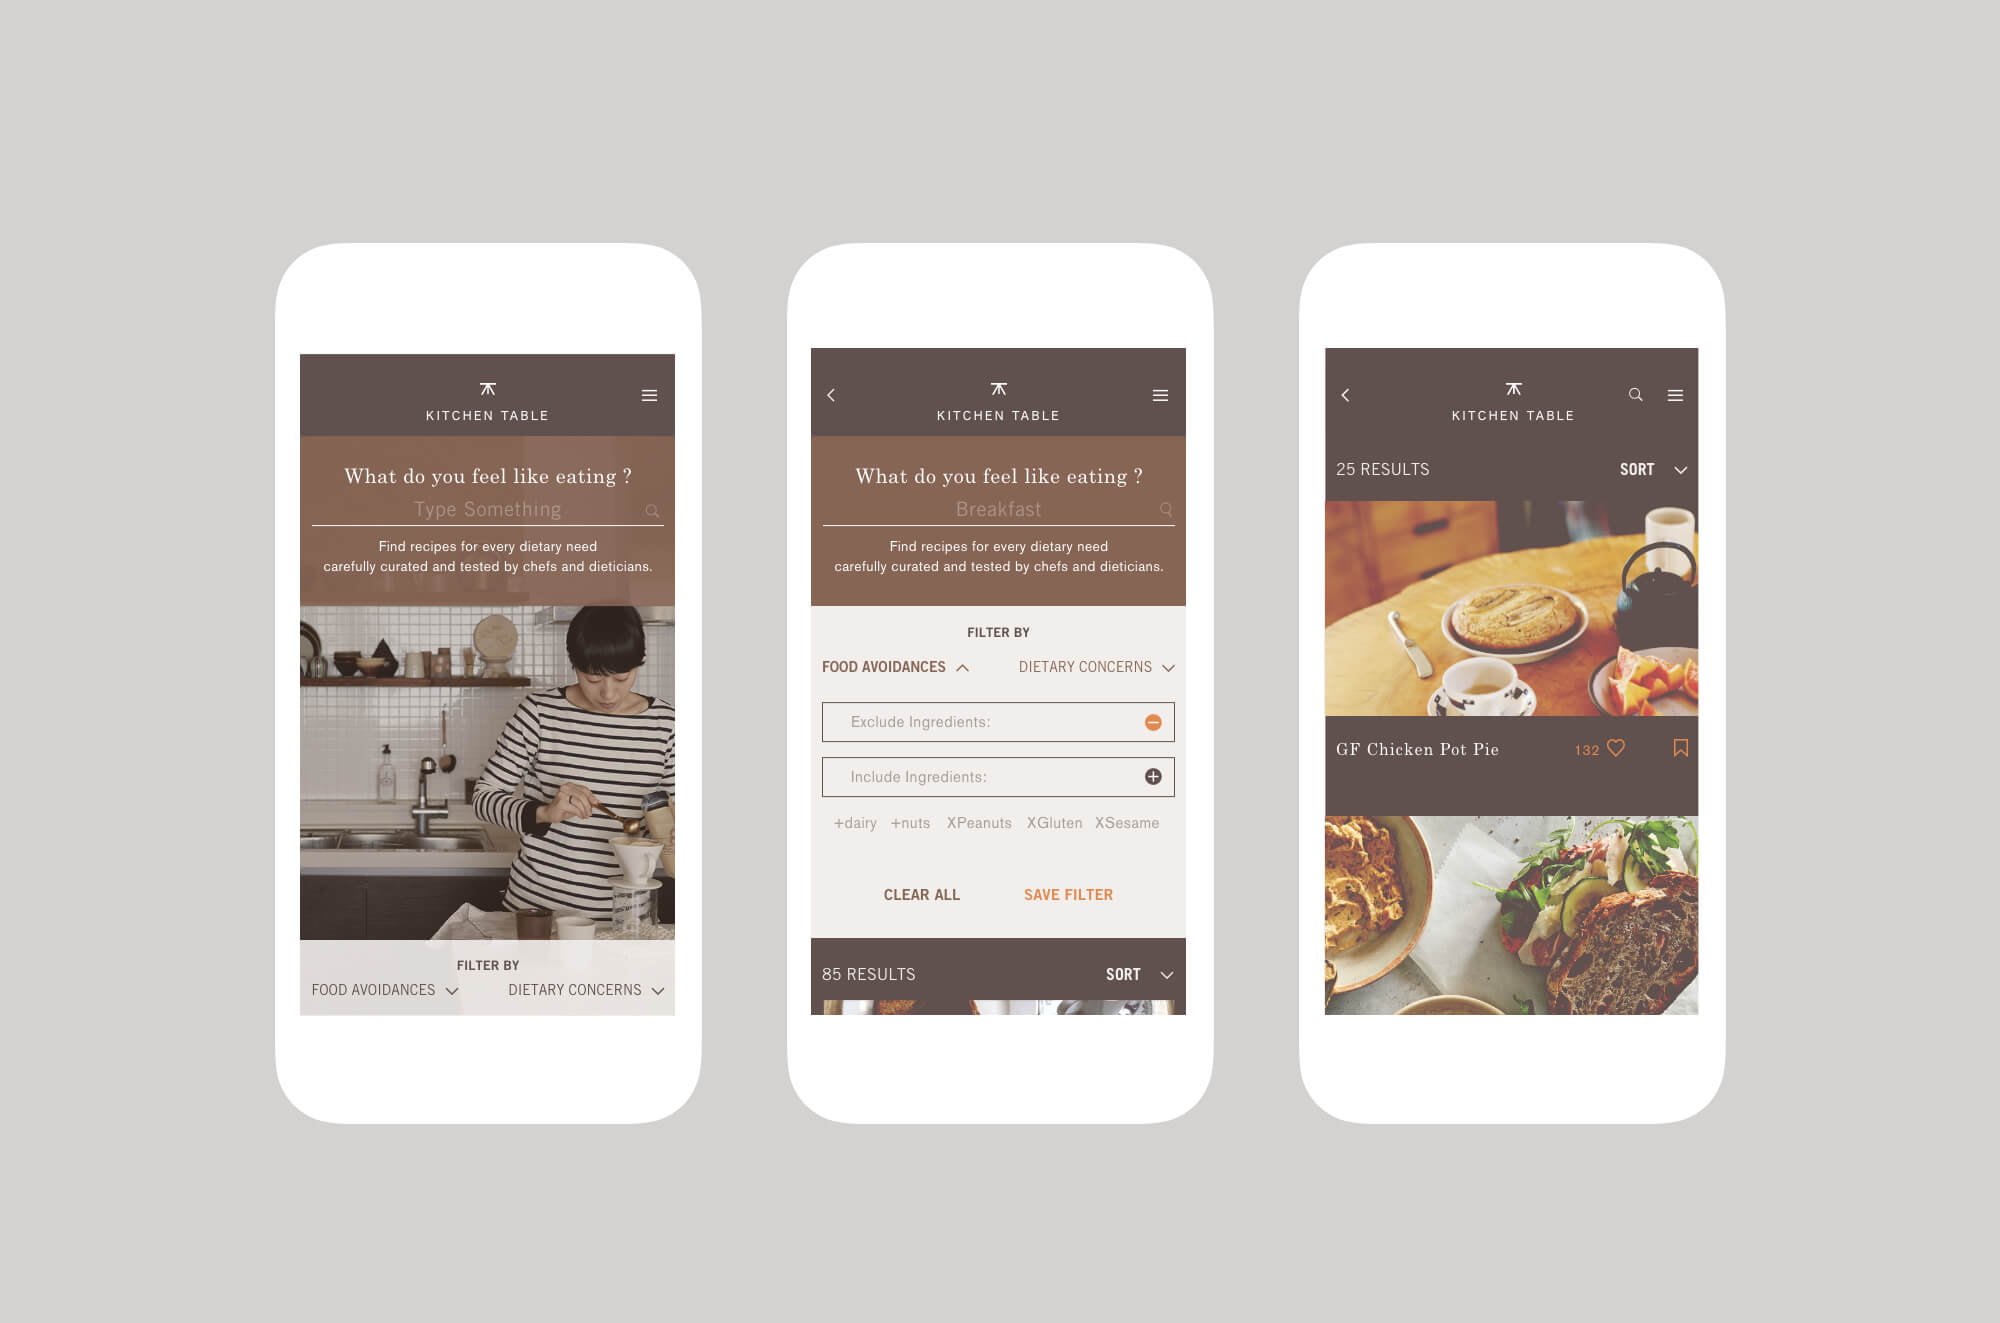 KITCHEN TABLE
What do you feel like eating ?
Type Something
Find recipes for every dietary need
carefully curated and tested by chefs and dieticians.
FILTER BY
FOOD AVOIDANCES DIETARY CONCERNS
KITCHEN TABLE
What do you feel like eating ?
Breakfast
Find recipes for every dietary need
carefully curated and tested by chefs and dieticians.
FILTER BY
FOOD AVOIDANCES DIETARY CONCERNS
Exclude Ingredients:
Include Ingredients:
+dairy +nuts XPeanuts XGluten XSesame
CLEAR ALL SAVE FILTER
85 RESULTS SORT
KITCHEN TABLE
25 RESULTS SORT
GF Chicken Pot Pie 132